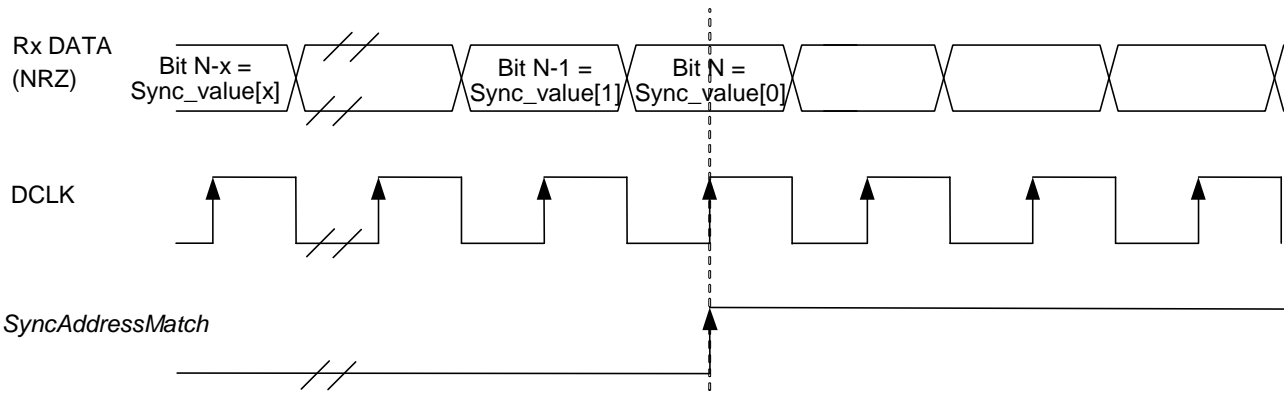 Rx DATA
(NRZ)
Bit N-x =
Sync_value[x]
Bit N-1 =
Sync_value[1]
Bit N =
Sync_value[0]
DCLK
SyncAddressMatch